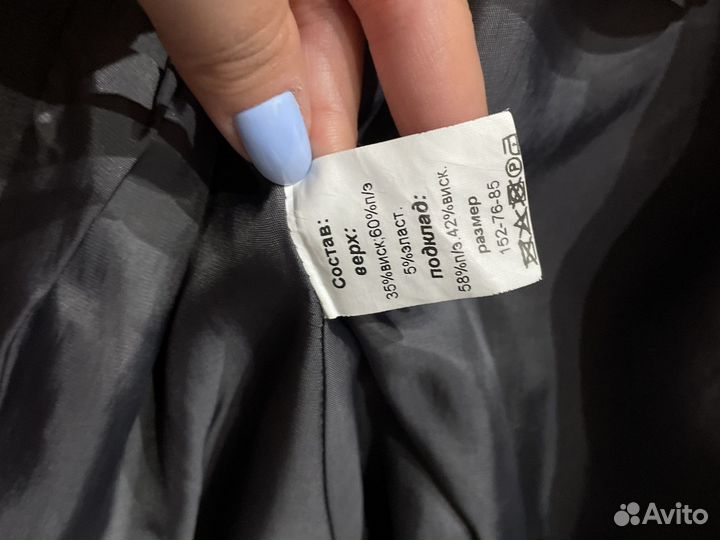 Состав:
верх:
35%виск;60%п/э
5%эласт.
подклад:
58%п/э.42%виск.
размер
152-76-85
P
Avito